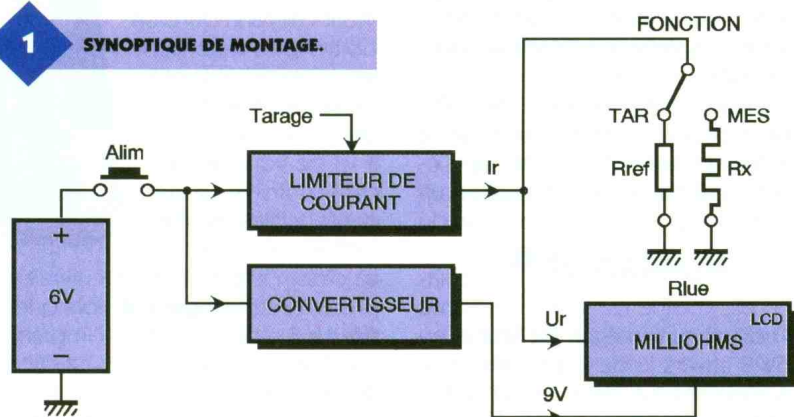 1
SYNOPTIQUE DE MONTAGE.
FONCTION
Tarage
TAR
MES
Alim
LIMITEUR DE
COURANT
Ir
Rref
Rx
+
6V
–
CONVERTISSEUR
Rlue
Ur
LCD
MILLIOHMS
9V